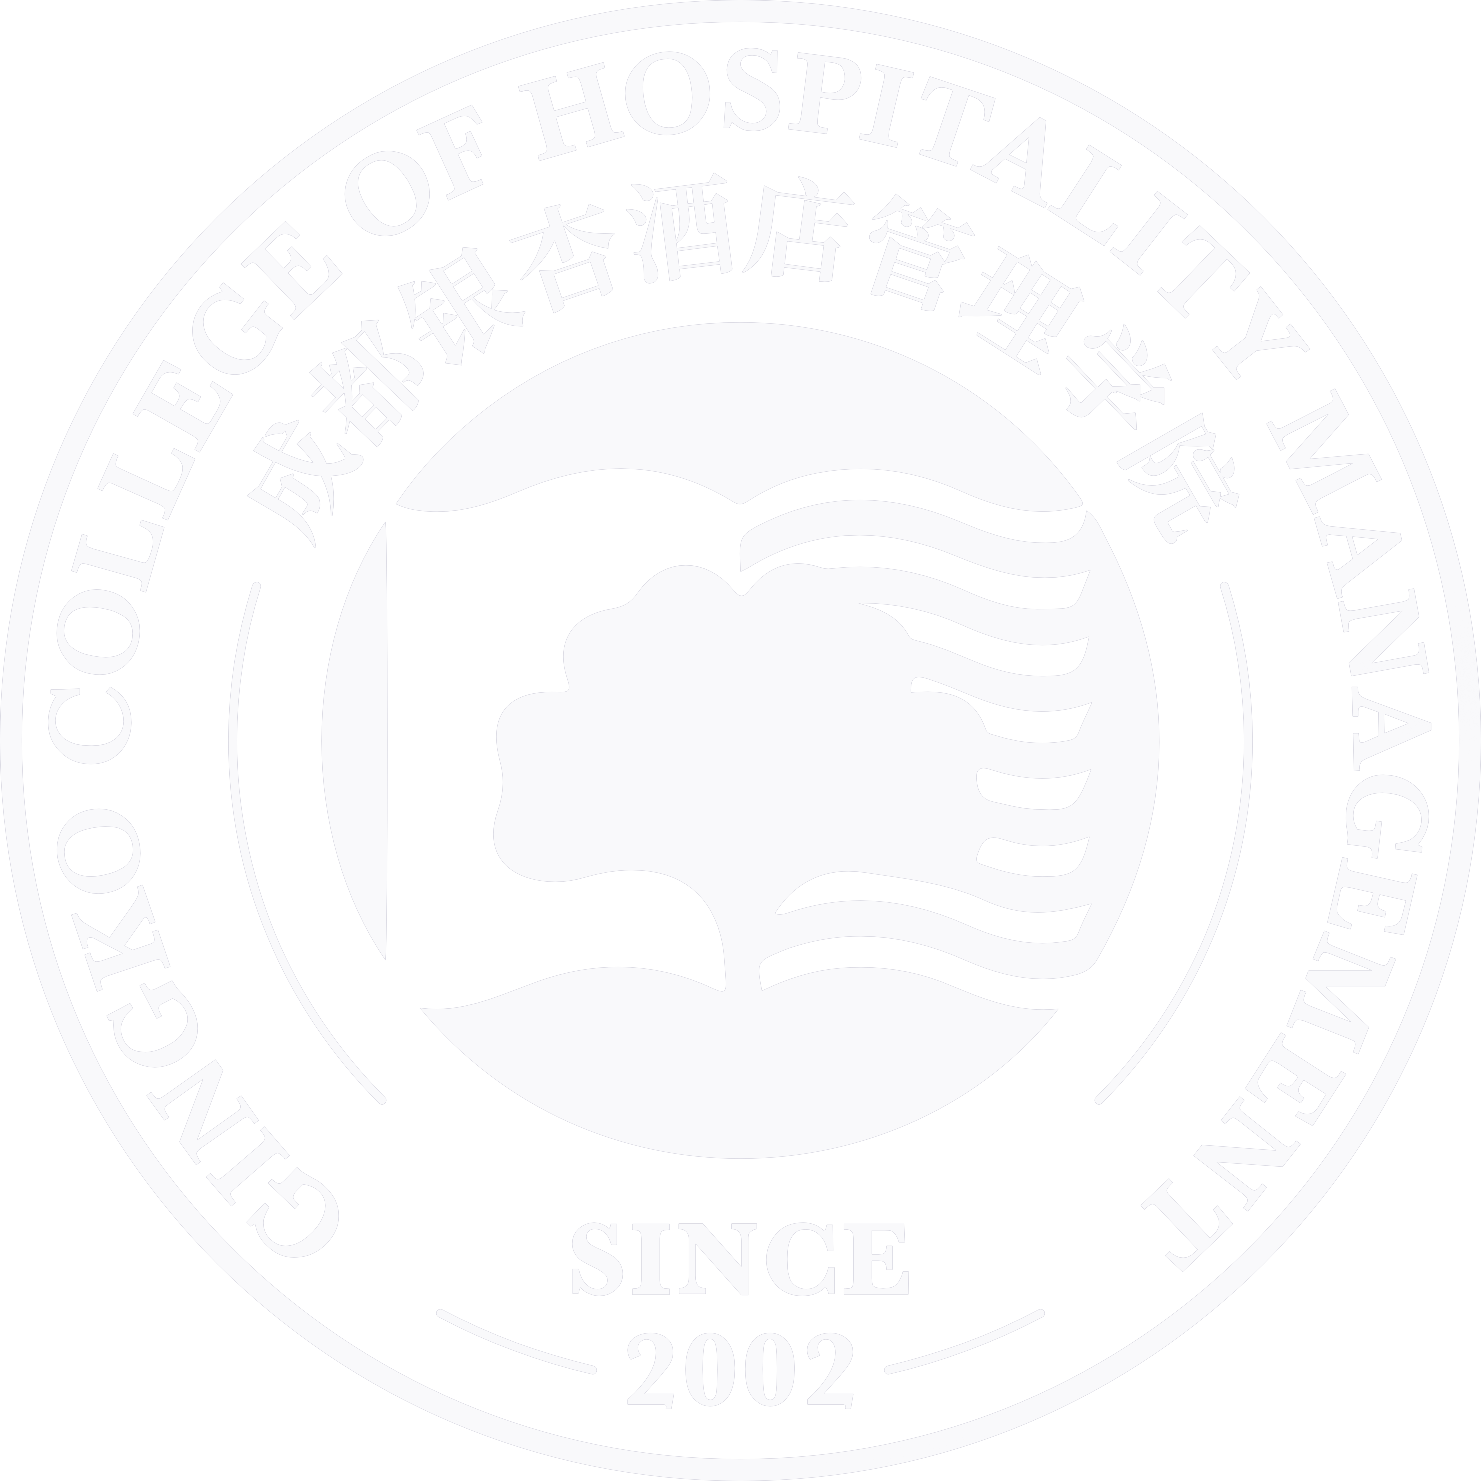 GINGKO COLLEGE OF HOSPITALITY MANAGEMENT
成都银杏酒店管理学院
SINCE
2002